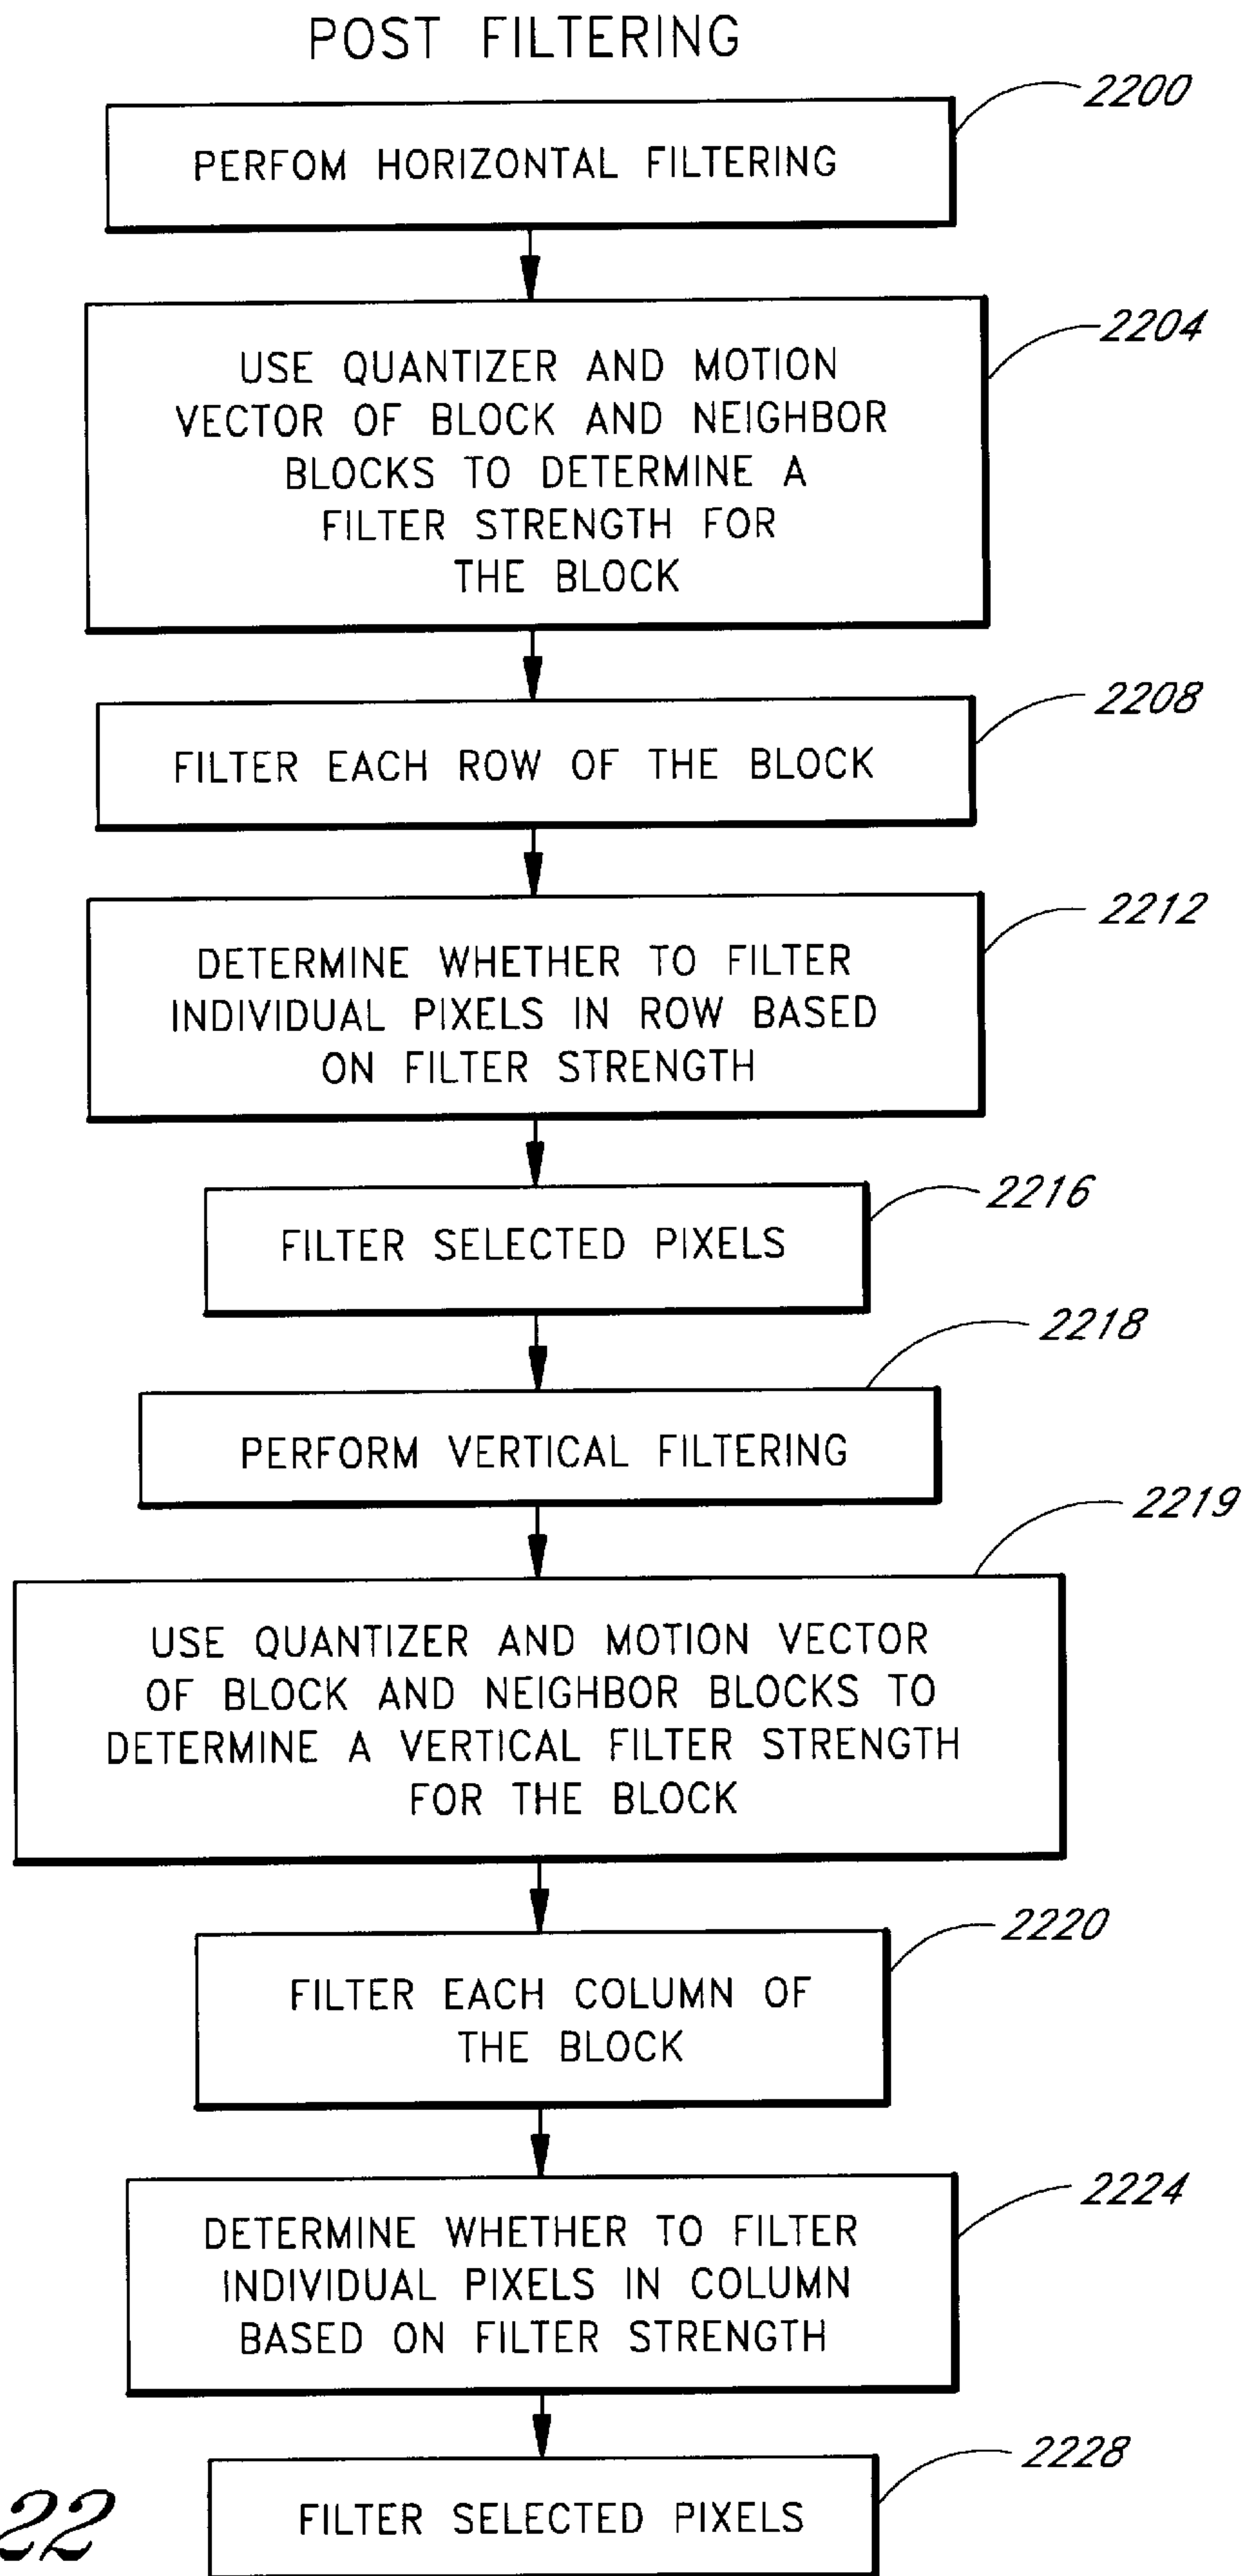 POST FILTERING
2200
PERFOM HORIZONTAL FILTERING
2204
USE QUANTIZER AND MOTION
VECTOR OF BLOCK AND NEIGHBOR
BLOCKS TO DETERMINE A
FILTER STRENGTH FOR
THE BLOCK
2208
FILTER EACH ROW OF THE BLOCK
2212
DETERMINE WHETHER TO FILTER
INDIVIDUAL PIXELS IN ROW BASED
ON FILTER STRENGTH
2216
FILTER SELECTED PIXELS
2218
PERFORM VERTICAL FILTERING
2219
USE QUANTIZER AND MOTION VECTOR
OF BLOCK AND NEIGHBOR BLOCKS TO
DETERMINE A VERTICAL FILTER STRENGTH
FOR THE BLOCK
2220
FILTER EACH COLUMN OF
THE BLOCK
2224
DETERMINE WHETHER TO FILTER
INDIVIDUAL PIXELS IN COLUMN
BASED ON FILTER STRENGTH
2228
FILTER SELECTED PIXELS
22